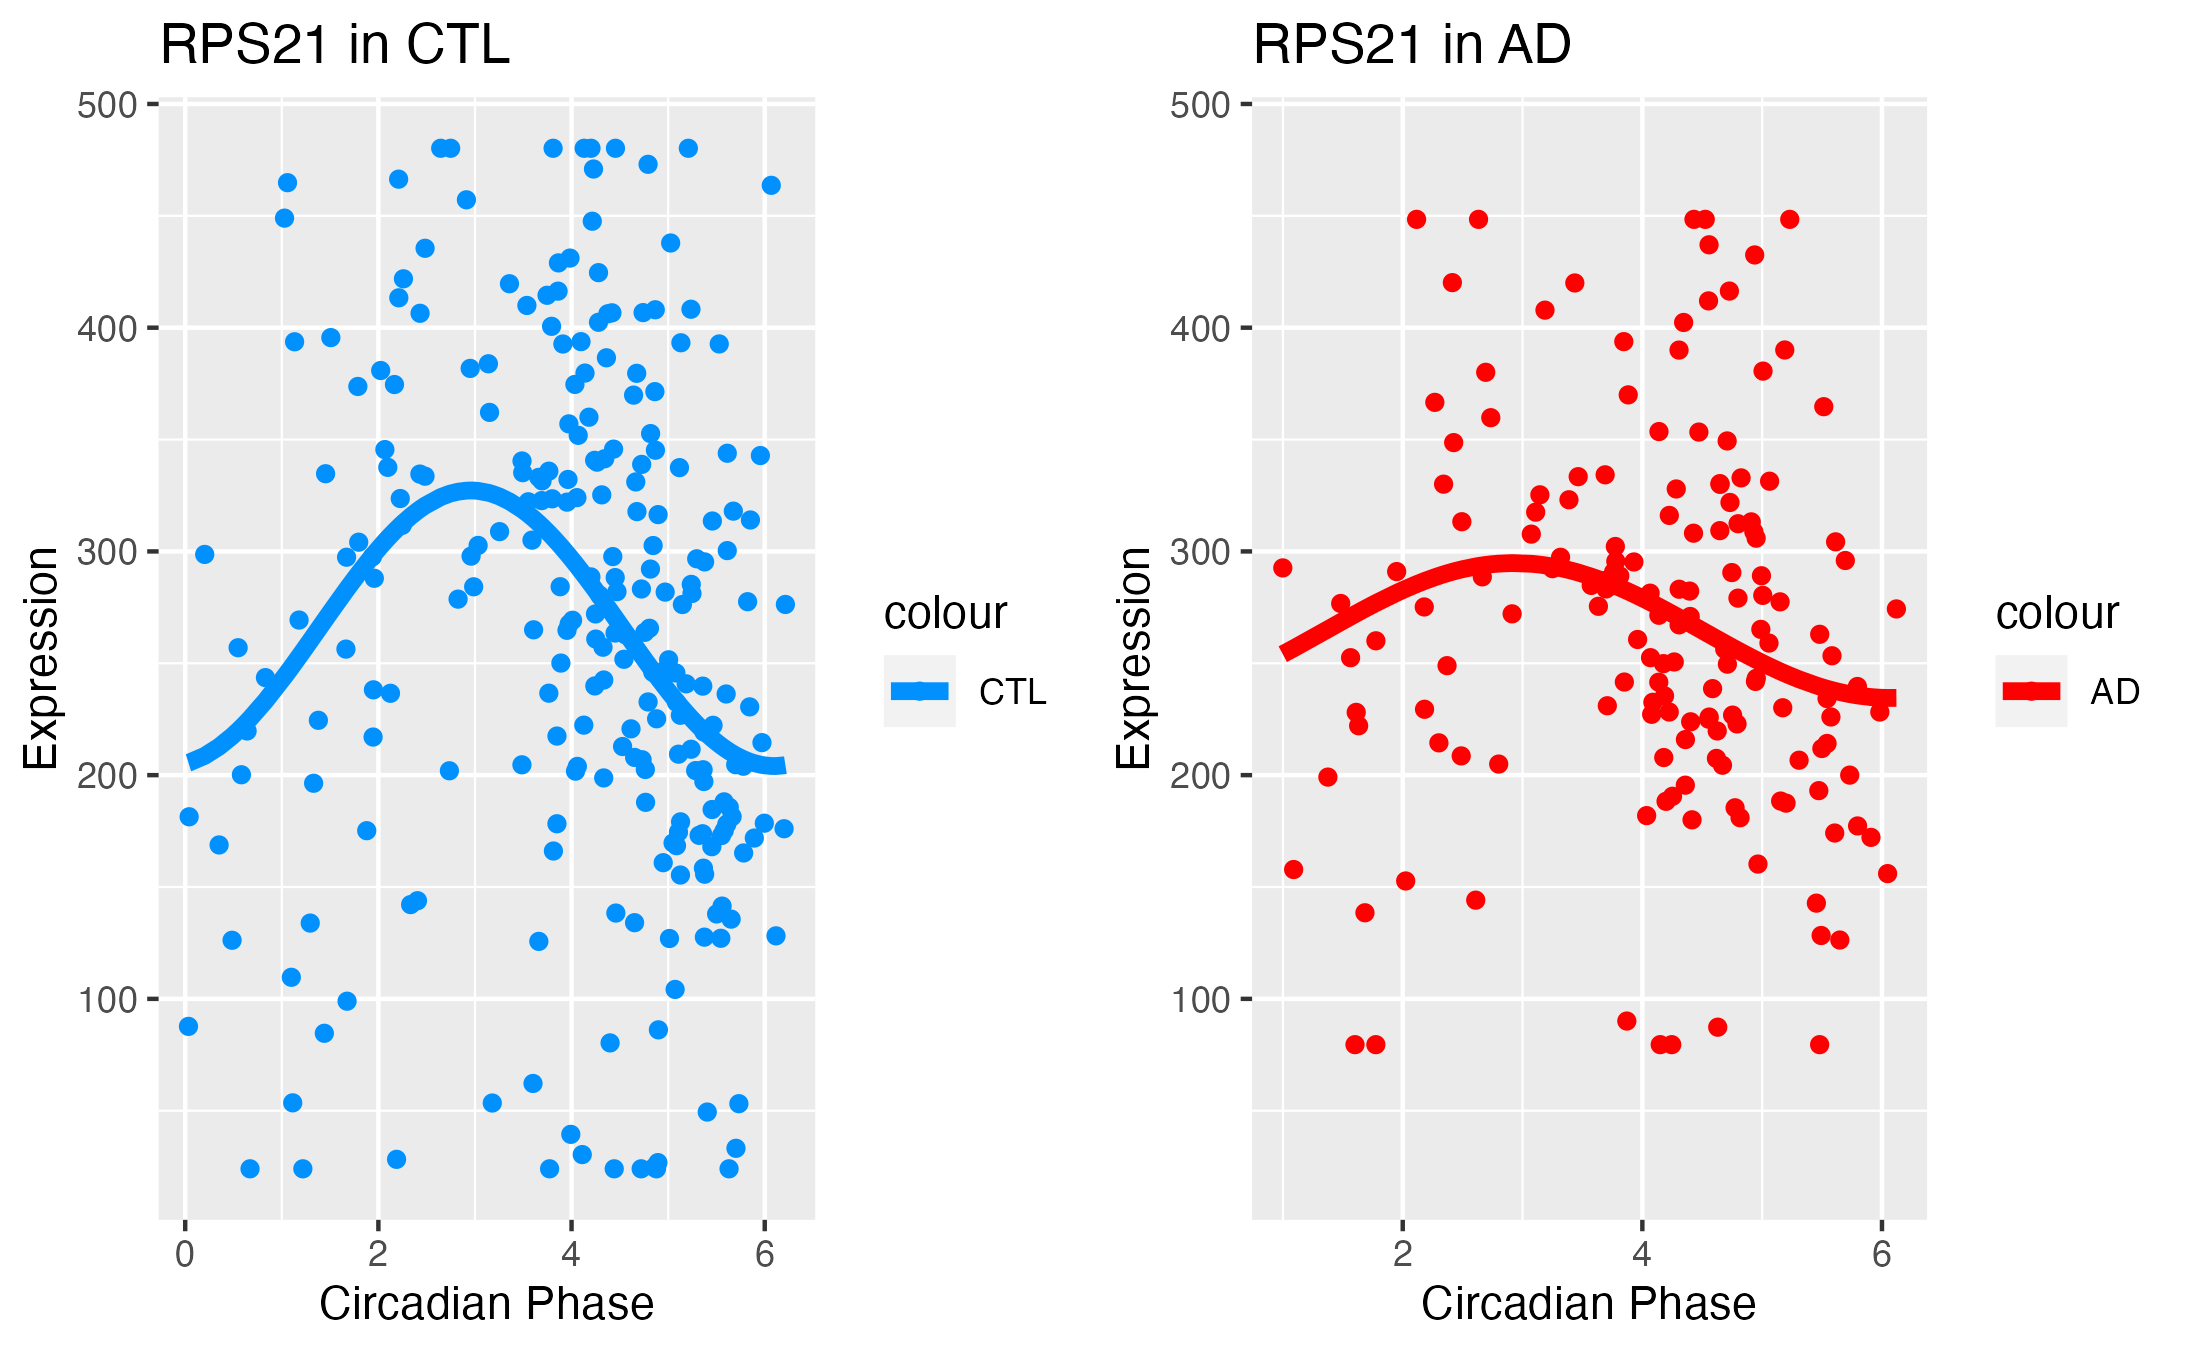 RPS21 in CTL
Expression
500
400
300
200
100
0 2 4 6
Circadian Phase
colour
CTL
RPS21 in AD
Expression
500
400
300
200
100
2 4 6
Circadian Phase
colour
AD